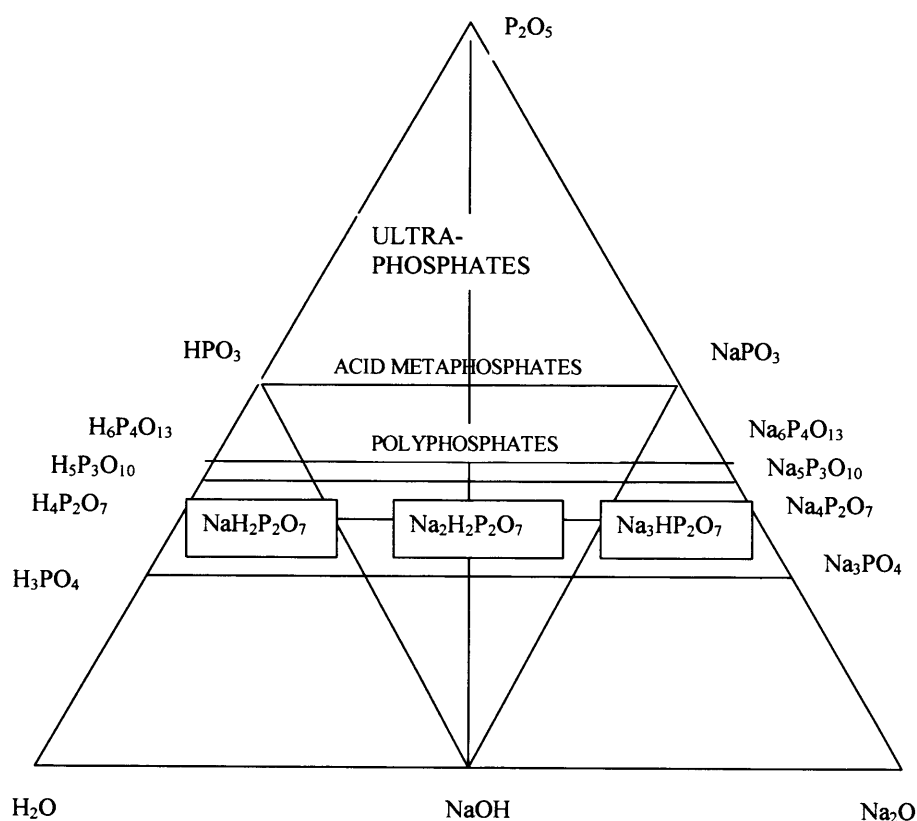 P₂O₅
ULTRA-
PHOSPHATES
HPO₃
NaPO₃
ACID METAPHOSPHATES
H₆P₄O₁₃
Na₆P₄O₁₃
POLYPHOSPHATES
H₅P₃O₁₀
Na₅P₃O₁₀
H₄P₂O₇
Na₄P₂O₇
NaH₂P₂O₇
Na₂H₂P₂O₇
Na₃HP₂O₇
H₃PO₄
Na₃PO₄
H₂O
NaOH
Na₂O